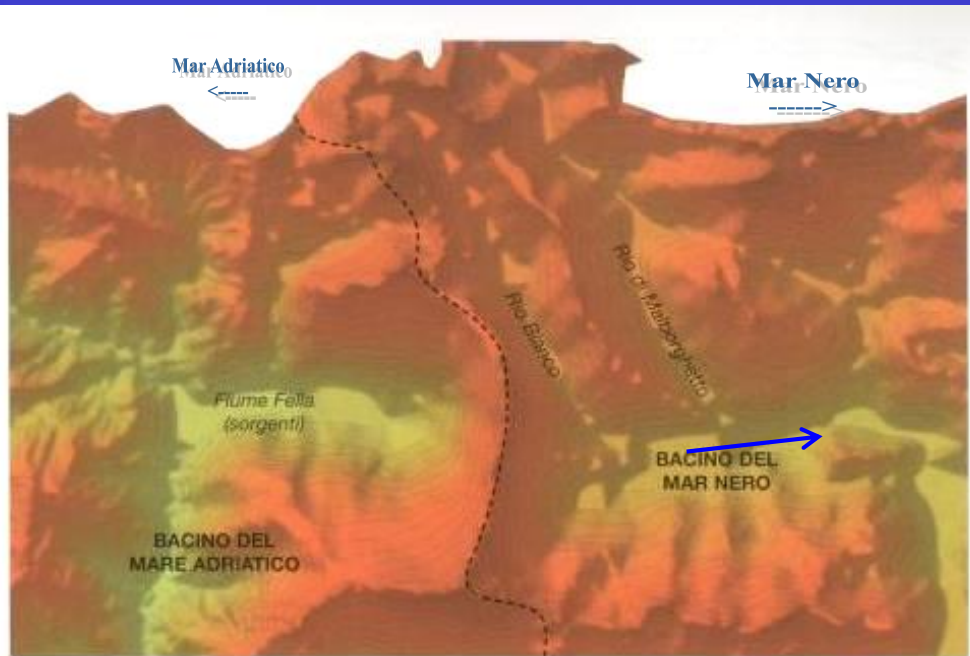 Mar Adriatico
<-----
Mar Nero
------>
Rio Bianco
Rio di Malborghetto
Fiume Fella
(sorgenti)
BACINO DEL
MAR NERO
BACINO DEL
MARE ADRIATICO